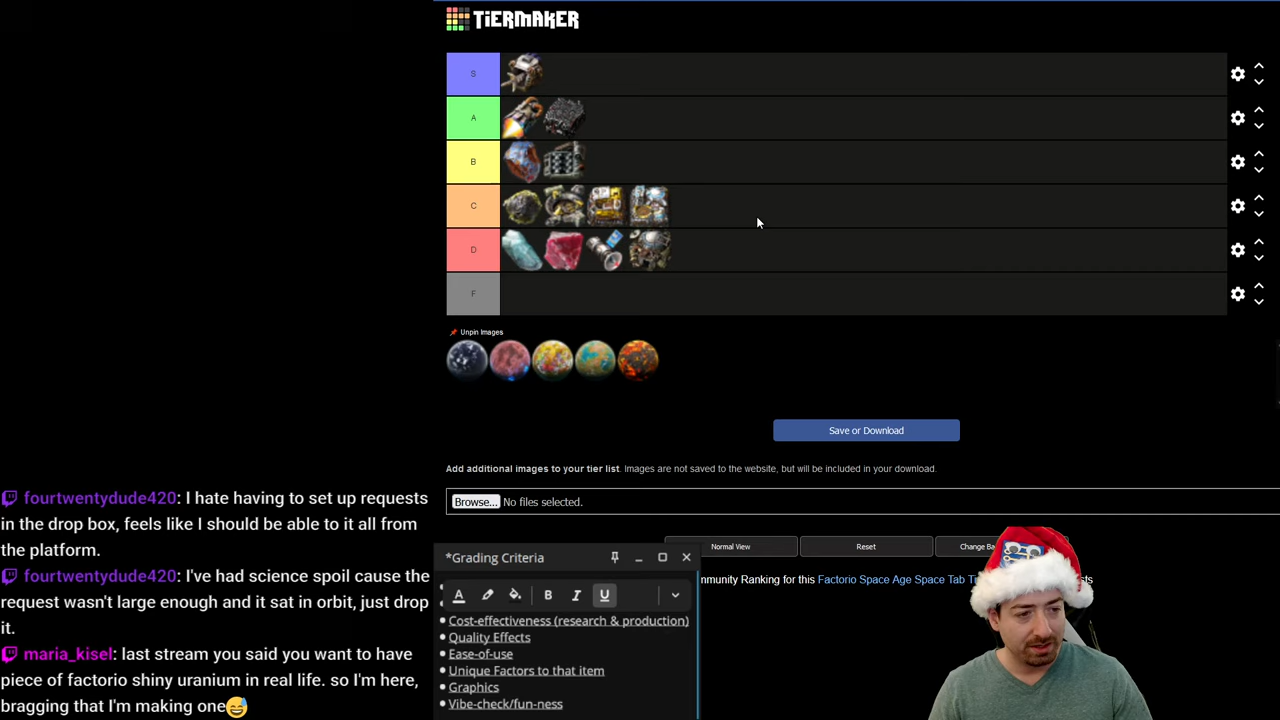 TiERMAKER
S
A
B
C
D
F
Unpin Images
Save or Download
Add additional images to your tier list. Images are not saved to the website, but will be included in your download.
Browse... No files selected.
Normal View
Reset
Change Ba
mmunity Ranking for this Factorio Space Age Space Tab Ti
sts
fourtwentydude420: I hate having to set up requests
in the drop box, feels like I should be able to it all from
the platform.
fourtwentydude420: I've had science spoil cause the
request wasn't large enough and it sat in orbit, just drop
it.
maria_kisel: last stream you said you want to have
piece of factorio shiny uranium in real life. so I'm here,
bragging that I'm making one😅
*Grading Criteria
A B I U
Cost-effectiveness (research & production)
Quality Effects
Ease-of-use
Unique Factors to that item
Graphics
Vibe-check/fun-ness